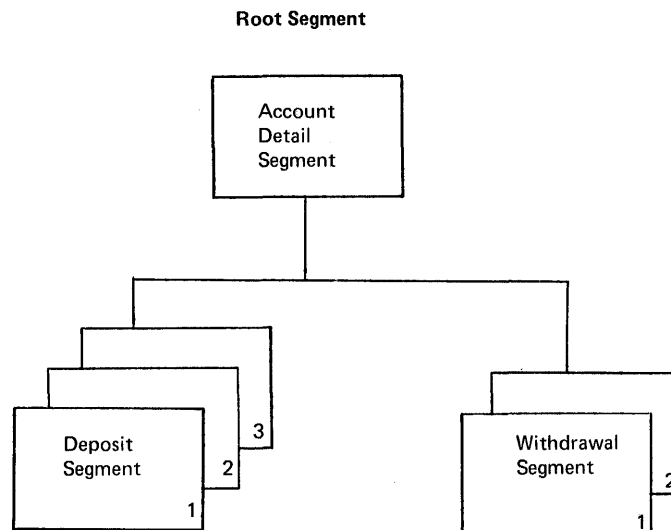 Root Segment
Account
Detail
Segment
3
Deposit
Segment
2
1
Withdrawal
Segment
2
1